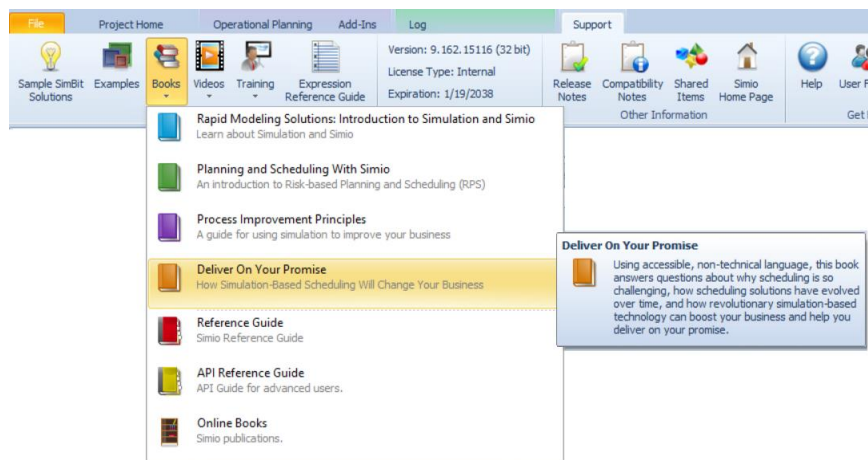 File Project Home Operational Planning Add-Ins Log Support
Sample SimBit Solutions
Examples
Books
Videos
Training
Expression Reference Guide
Version: 9.162.15116 (32 bit)
License Type: Internal
Expiration: 1/19/2038
Release Notes
Compatibility Notes
Shared Items
Simio Home Page
Other Information
Help
User F
Get
Rapid Modeling Solutions: Introduction to Simulation and Simio
Learn about Simulation and Simio
Planning and Scheduling With Simio
An introduction to Risk-based Planning and Scheduling (RPS)
Process Improvement Principles
A guide for using simulation to improve your business
Deliver On Your Promise
How Simulation-Based Scheduling Will Change Your Business
Reference Guide
Simio Reference Guide
API Reference Guide
API Guide for advanced users.
Online Books
Simio publications.
Deliver On Your Promise
Using accessible, non-technical language, this book
answers questions about why scheduling is so
challenging, how scheduling solutions have evolved
over time, and how revolutionary simulation-based
technology can boost your business and help you
deliver on your promise.